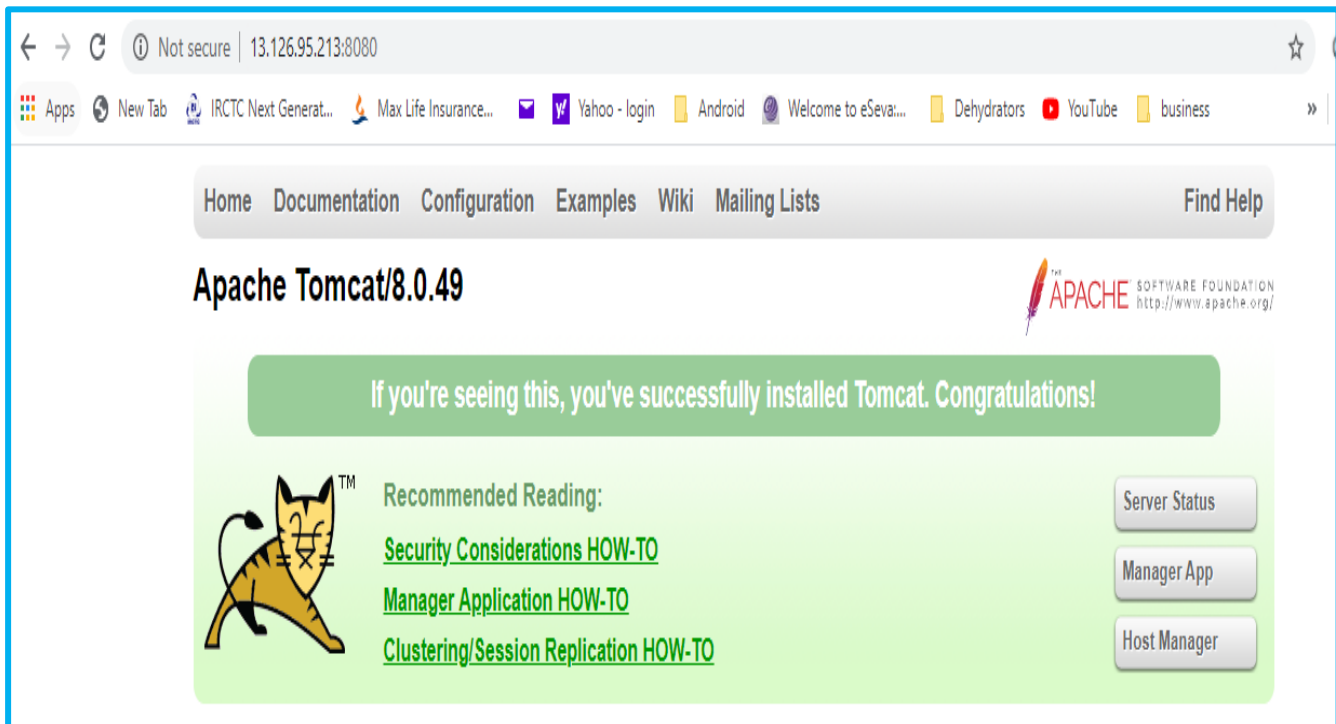 Not secure | 13.126.95.213:8080
Apps New Tab IRCTC Next Generat... Max Life Insurance... Yahoo - login Android Welcome to eSeva:... Dehydrators YouTube business »
Home Documentation Configuration Examples Wiki Mailing Lists Find Help
Apache Tomcat/8.0.49
THE
APACHE SOFTWARE FOUNDATION
http://www.apache.org/
If you're seeing this, you've successfully installed Tomcat. Congratulations!
TM
Recommended Reading:
Security Considerations HOW-TO
Manager Application HOW-TO
Clustering/Session Replication HOW-TO
Server Status
Manager App
Host Manager